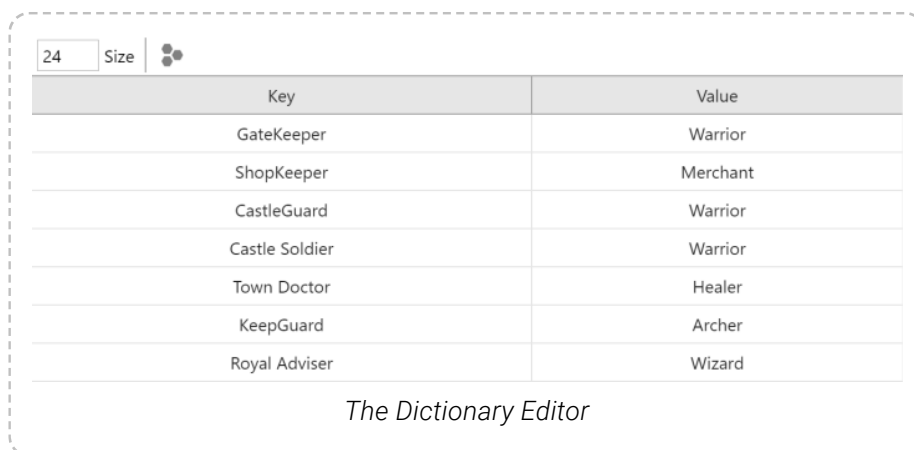 24 Size
Key Value
GateKeeper Warrior
ShopKeeper Merchant
CastleGuard Warrior
Castle Soldier Warrior
Town Doctor Healer
KeepGuard Archer
Royal Adviser Wizard
The Dictionary Editor